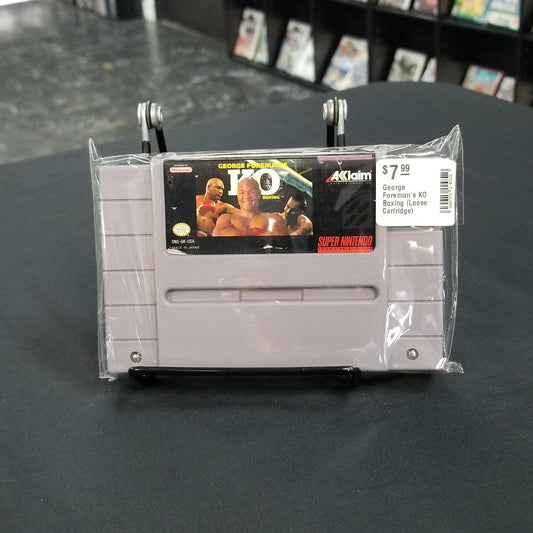 GEORGE FOREMAN'S
KO
BOXING
Nintendo
AKKlaim
SNS-GK-USA
MADE IN JAPAN
SUPER NINTENDO
$7.99
George
Foreman's KO
Boxing (Loose
Cartridge)